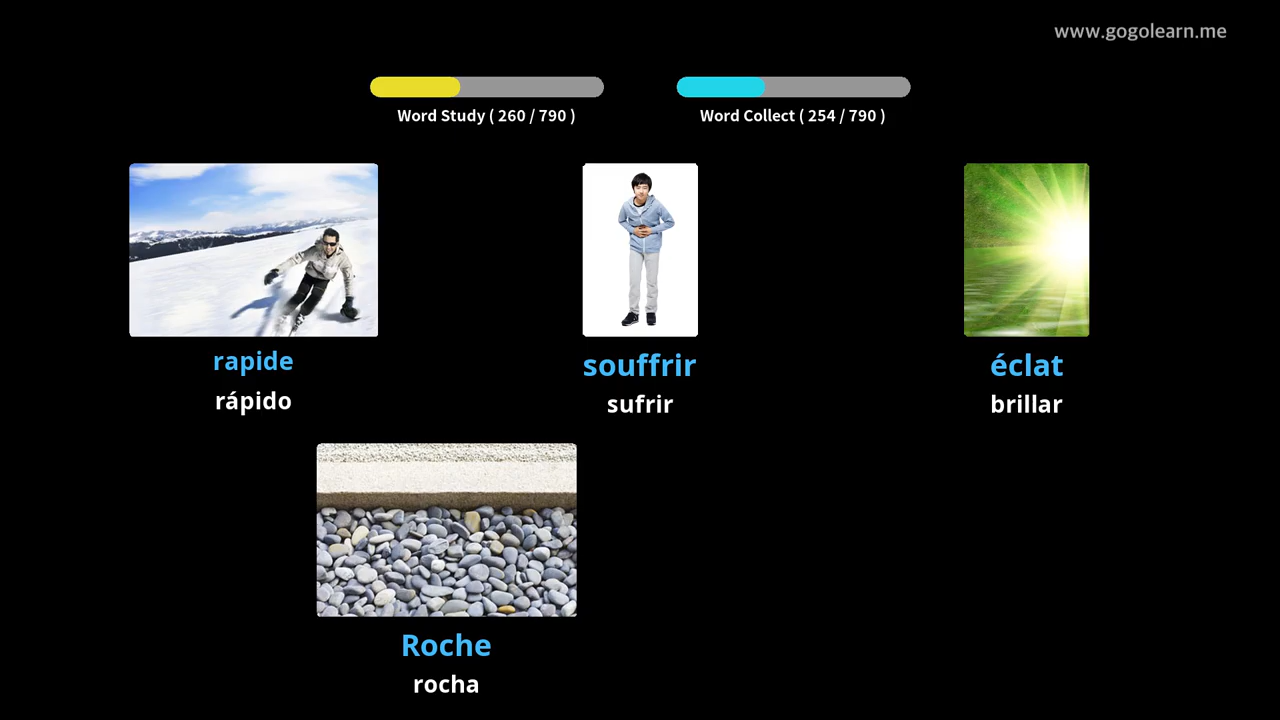 www.gogolearn.me
Word Study ( 260 / 790 )
Word Collect ( 254 / 790 )
rapide
rápido
souffrir
sufrir
éclat
brillar
Roche
rocha